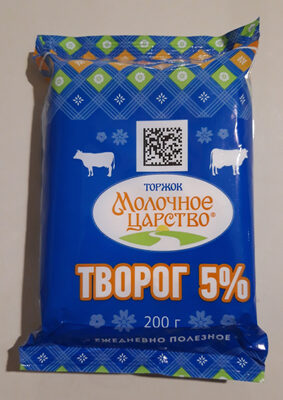 ТОРЖОК
МОЛОЧНОЕ
ЦАРСТВО®
ТВОРОГ 5%
200 г
ЕЖЕДНЕВНО ПОЛЕЗНОЕ